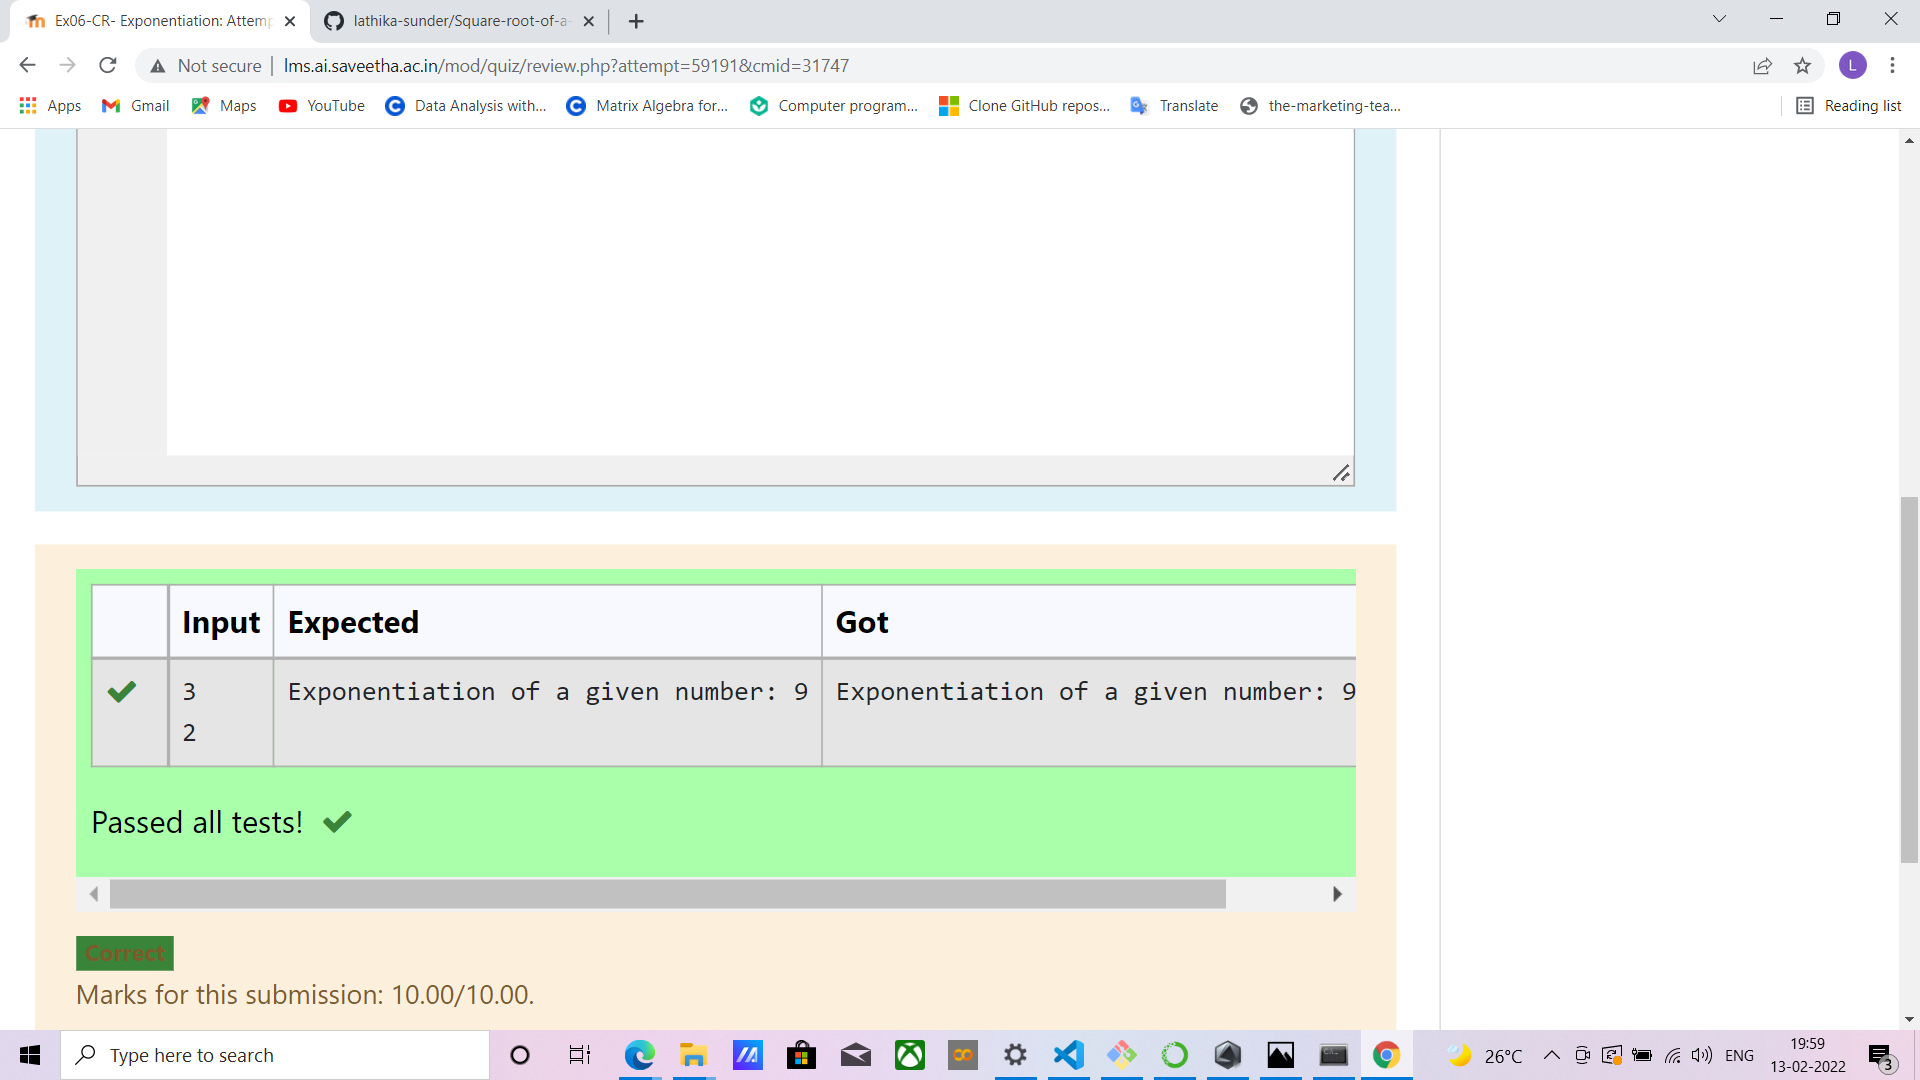 Ex06-CR- Exponentiation: Attemp
lathika-sunder/Square-root-of-a-
Not secure
lms.ai.saveetha.ac.in/mod/quiz/review.php?attempt=59191&cmid=31747
L
Apps
Gmail
Maps
YouTube
Data Analysis with...
Matrix Algebra for...
Computer program...
Clone GitHub repos...
Translate
the-marketing-tea...
Reading list
Input
Expected
Got
3
2
Exponentiation of a given number: 9
Exponentiation of a given number: 9
Passed all tests!
Correct
Marks for this submission: 10.00/10.00.
Type here to search
26°C
ENG
19:59
13-02-2022
3